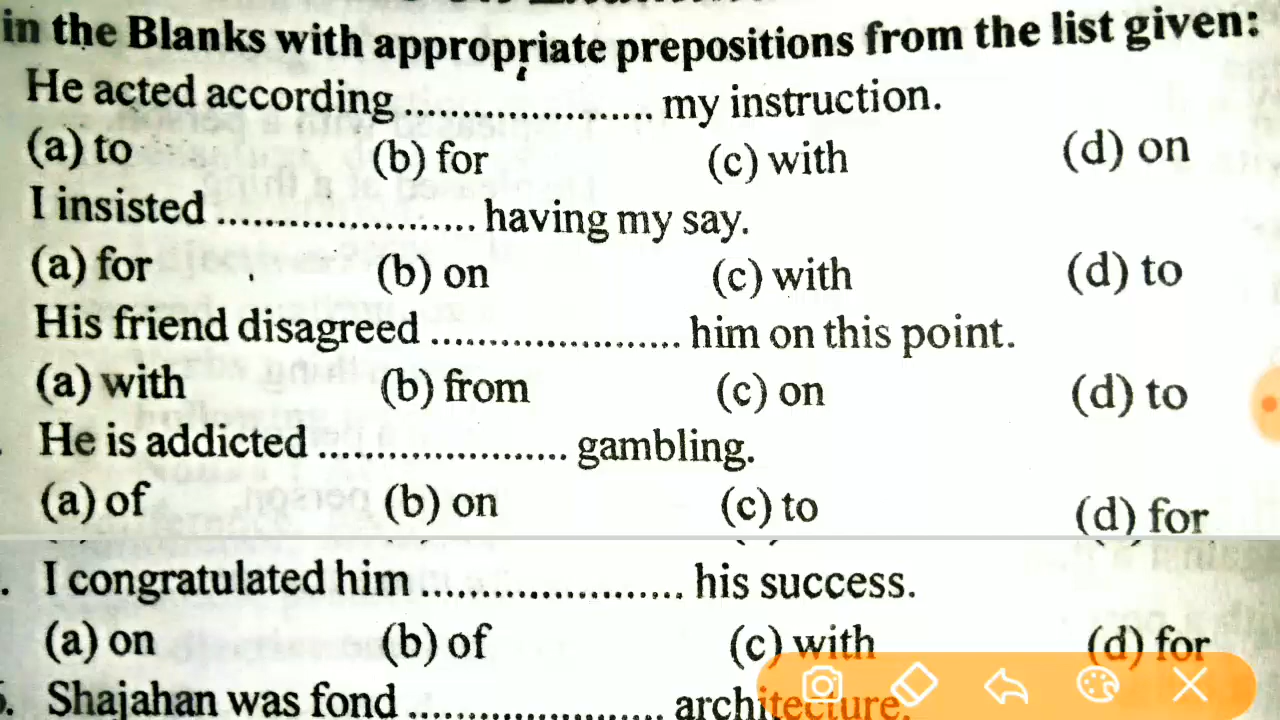 in the Blanks with appropriate prepositions from the list given:
He acted according ..................... my instruction.
(a) to (b) for (c) with (d) on
I insisted ...................... having my say.
(a) for (b) on (c) with (d) to
His friend disagreed ..................... him on this point.
(a) with (b) from (c) on (d) to
He is addicted ..................... gambling.
(a) of (b) on (c) to (d) for
. I congratulated him ...................... his success.
(a) on (b) of (c) with (d) for
. Shajahan was fond ..................... architecture.